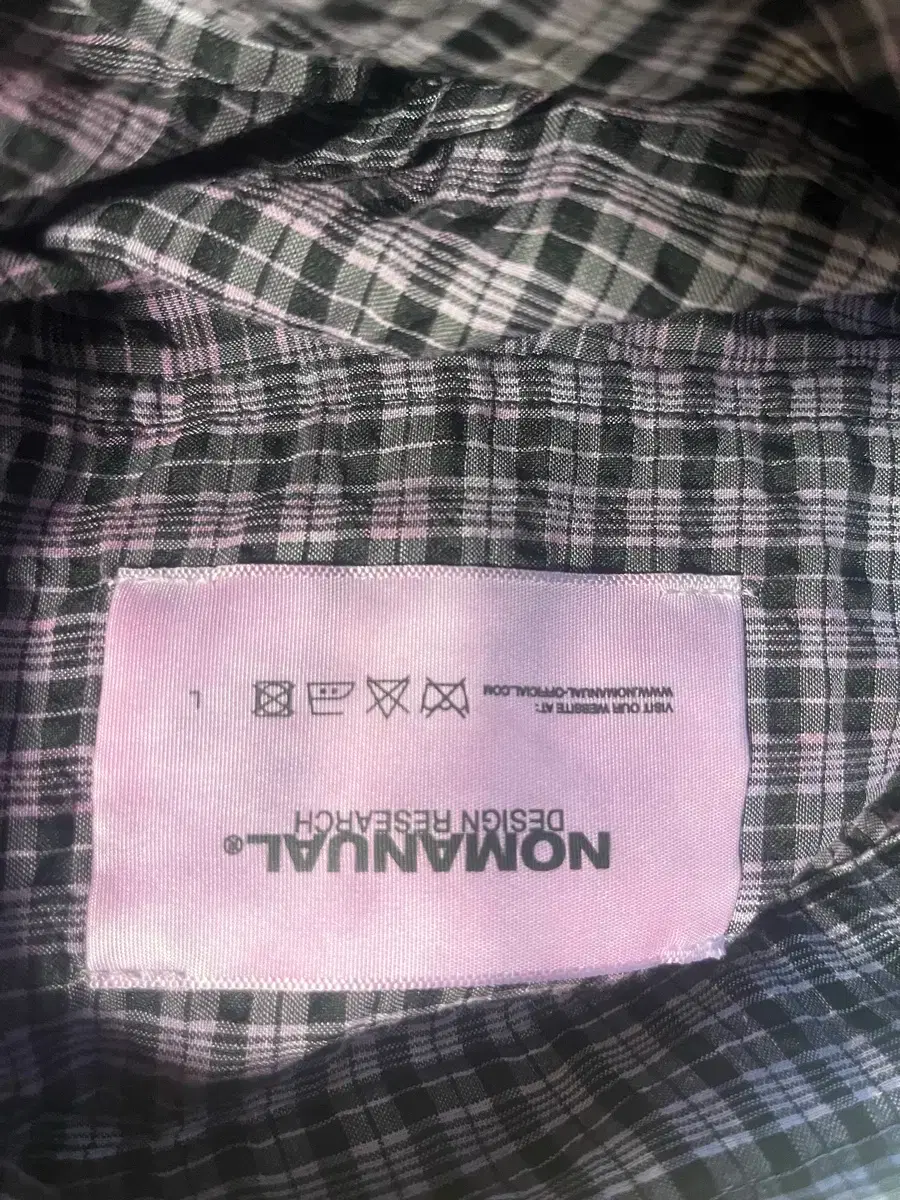 NOMANUAL®
DESIGN RESEARCH
VISIT OUR WEBSITE AT:
WWW.NOMANUAL-OFFICIAL.COM
L